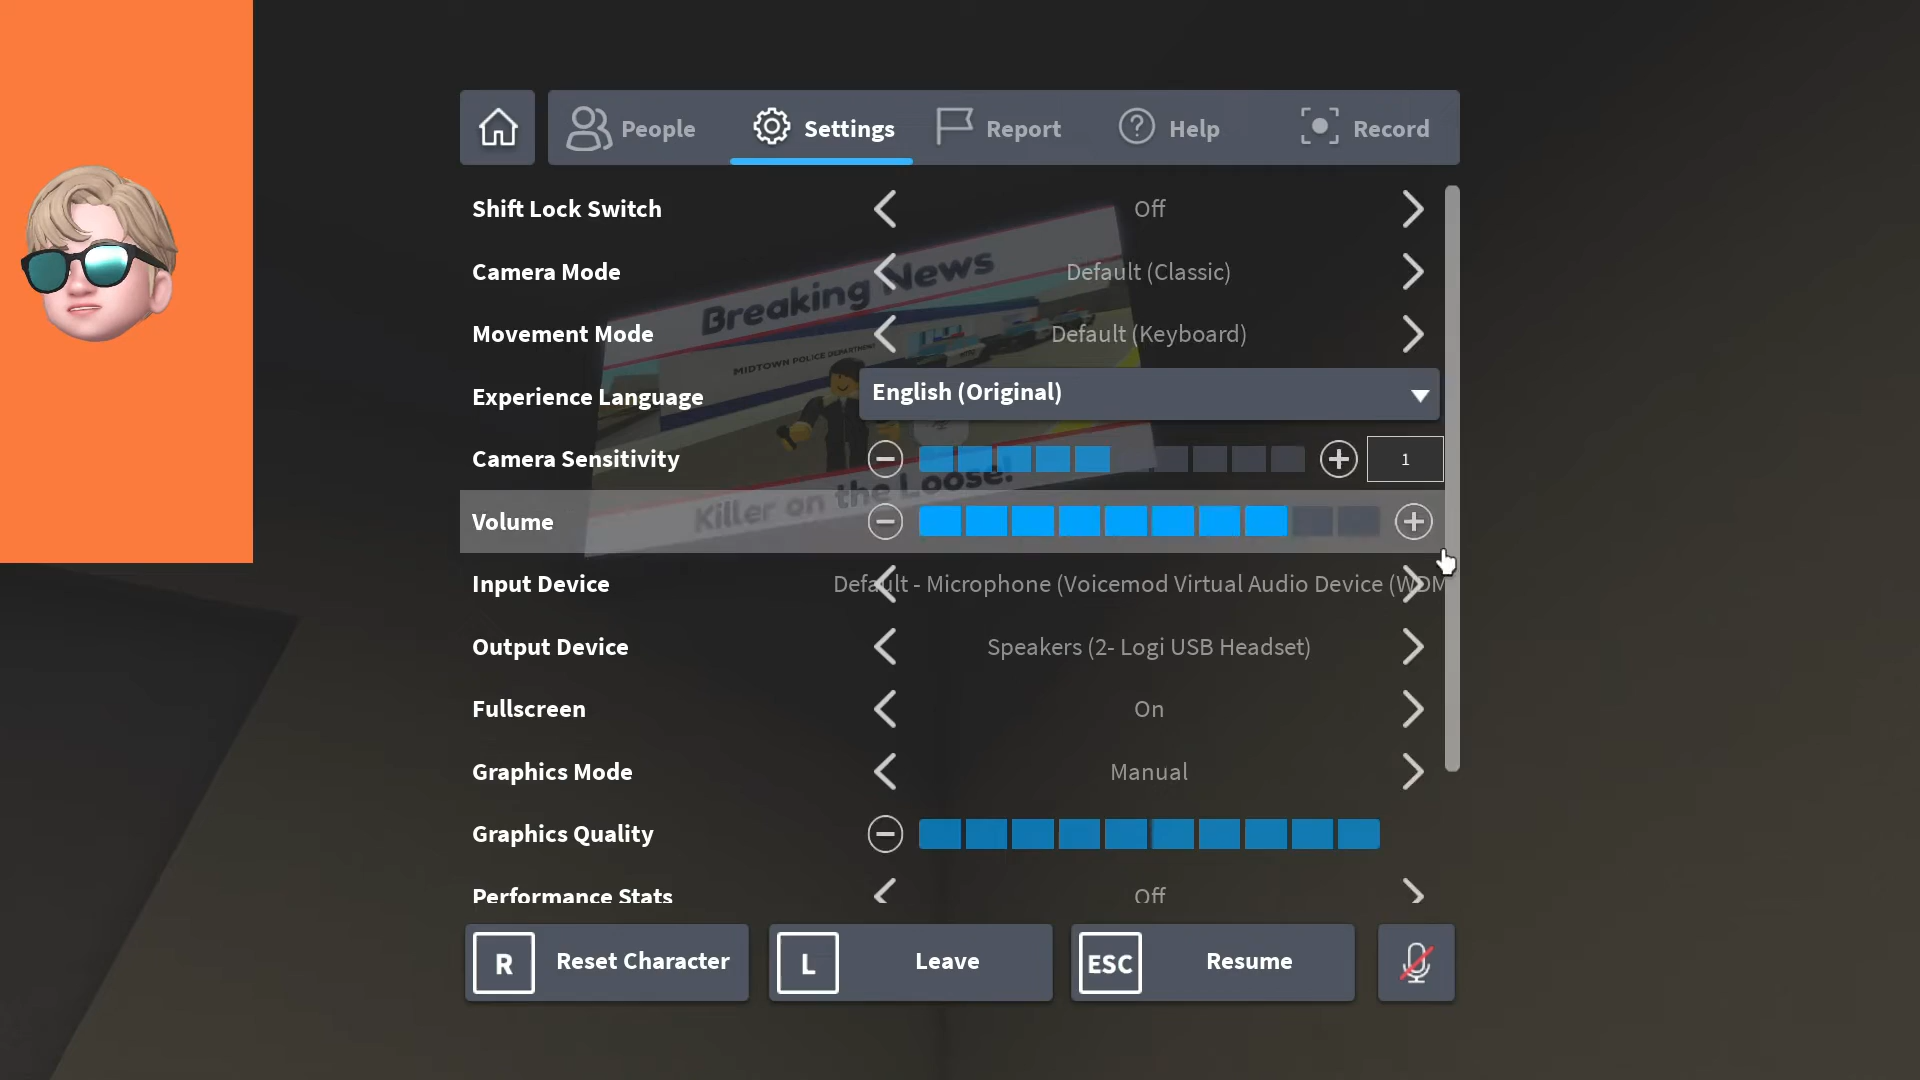 People
Settings
Report
Help
Record
Shift Lock Switch
Off
Camera Mode
Default (Classic)
Breaking News
Movement Mode
Default (Keyboard)
MIDTOWN POLICE DEPARTMENT
Experience Language
English (Original)
Camera Sensitivity
1
Killer on the Loose!
Volume
Input Device
Default - Microphone (Voicemod Virtual Audio Device (WDM
Output Device
Speakers (2- Logi USB Headset)
Fullscreen
On
Graphics Mode
Manual
Graphics Quality
Performance Stats
Off
R Reset Character
L Leave
ESC Resume